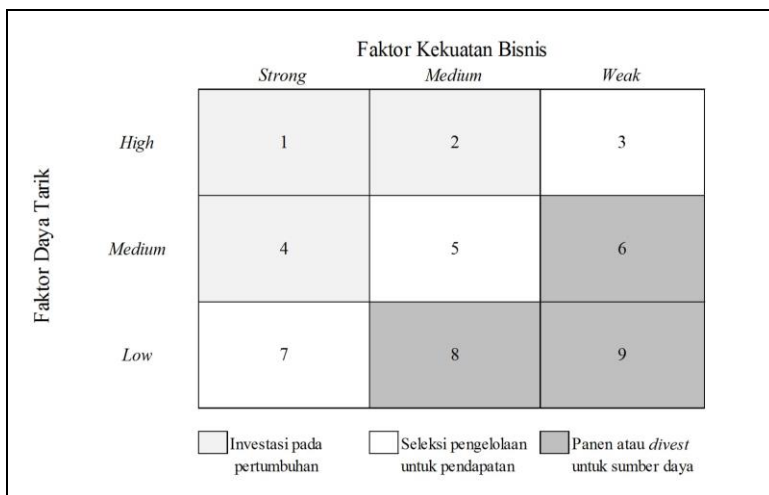 Faktor Kekuatan Bisnis
Strong Medium Weak
Faktor Daya Tarik
High 1 2 3
Medium 4 5 6
Low 7 8 9
Investasi pada
pertumbuhan
Seleksi pengelolaan
untuk pendapatan
Panen atau divest
untuk sumber daya